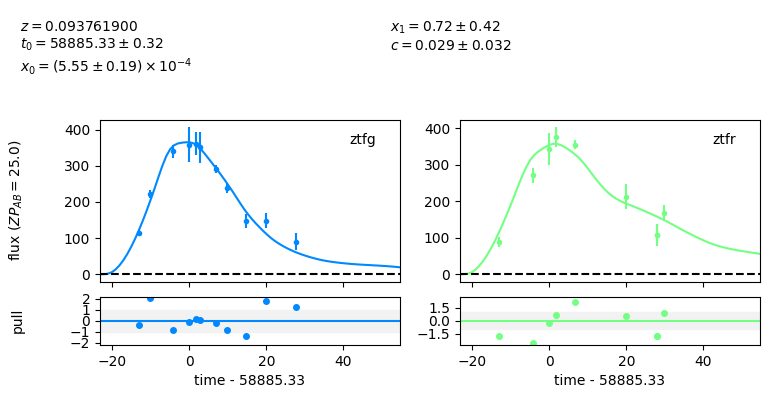 z = 0.093761900
t₀ = 58885.33 ± 0.32
x₀ = (5.55 ± 0.19) × 10⁻⁴
x₁ = 0.72 ± 0.42
c = 0.029 ± 0.032
flux (ZP_AB = 25.0)
400
300
200
100
0
ztfg
400
300
200
100
0
ztfr
pull
2
1
0
−1
−2
−20
0
20
40
time - 58885.33
1.5
0.0
−1.5
−20
0
20
40
time - 58885.33